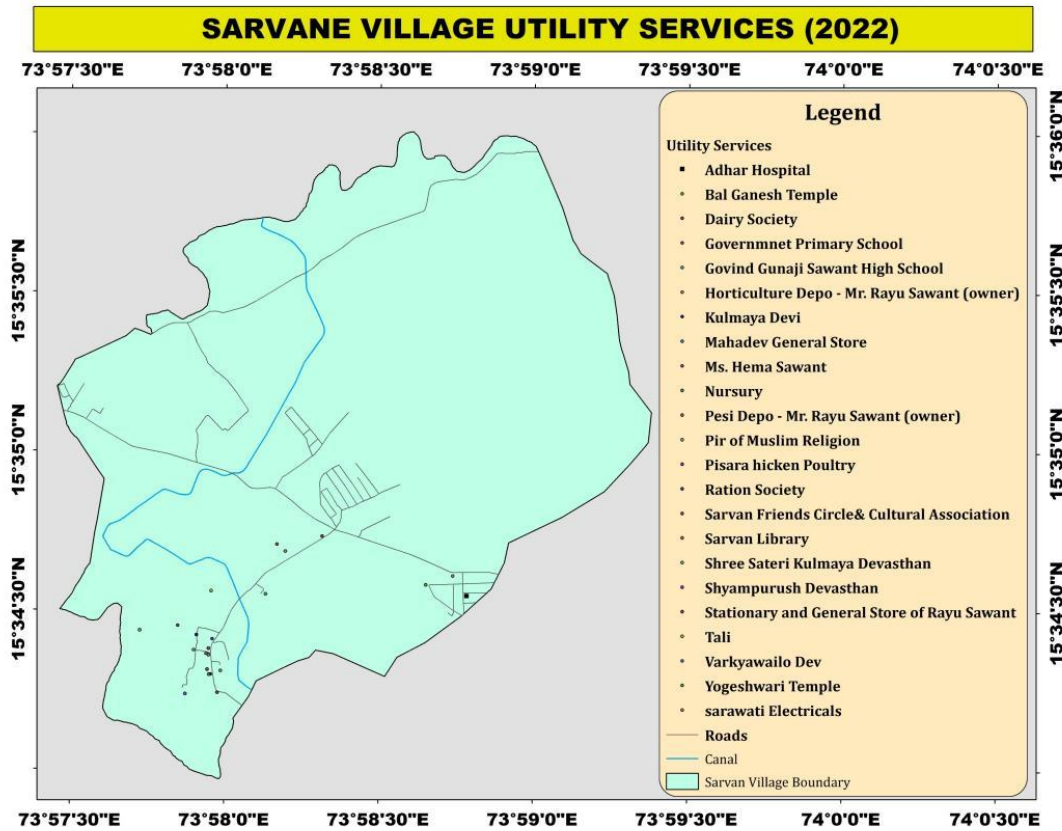 SARVANE VILLAGE UTILITY SERVICES (2022)
73°57'30"E 73°58'0"E 73°58'30"E 73°59'0"E 73°59'30"E 74°0'0"E 74°0'30"E
Legend
Utility Services
Adhar Hospital
Bal Ganesh Temple
Dairy Society
Governmnet Primary School
Govind Gunaji Sawant High School
Horticulture Depo - Mr. Rayu Sawant (owner)
Kulmaya Devi
Mahadev General Store
Ms. Hema Sawant
Nursury
Pesi Depo - Mr. Rayu Sawant (owner)
Pir of Muslim Religion
Pisara hicken Poultry
Ration Society
Sarvan Friends Circle& Cultural Association
Sarvan Library
Shree Sateri Kulmaya Devasthan
Shyampurush Devasthan
Stationary and General Store of Rayu Sawant
Tali
Varkyawailo Dev
Yogeshwari Temple
sarawati Electricals
Roads
Canal
Sarvan Village Boundary
15°35'30"N
15°35'0"N
15°34'30"N
15°36'0"N
15°35'30"N
15°35'0"N
15°34'30"N
73°57'30"E 73°58'0"E 73°58'30"E 73°59'0"E 73°59'30"E 74°0'0"E 74°0'30"E